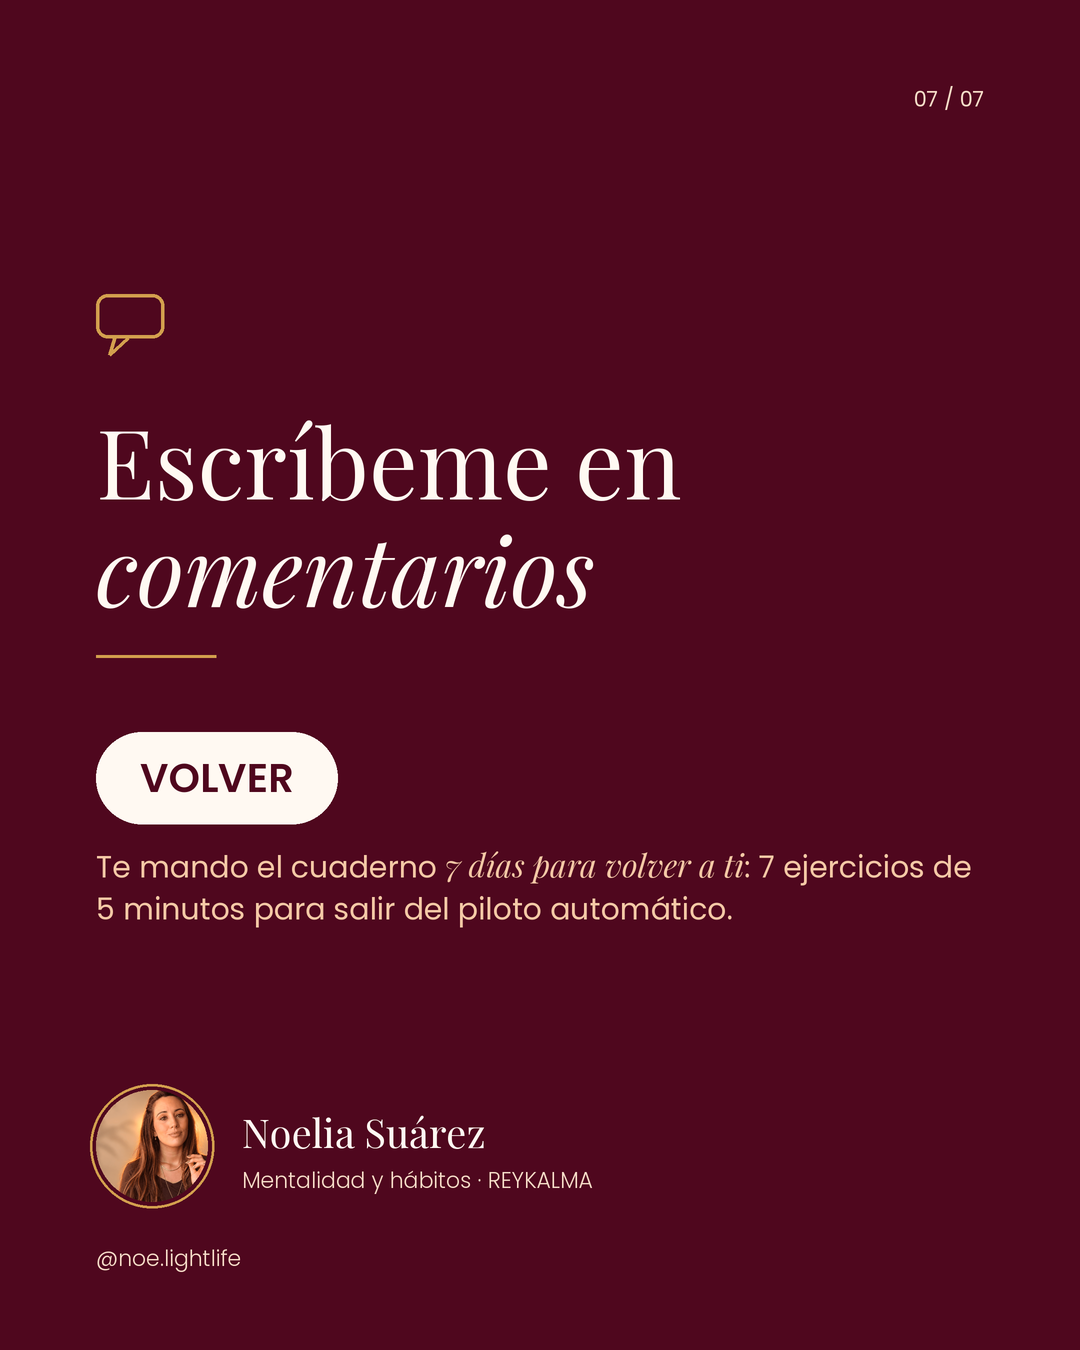 07 / 07
Escríbeme en
comentarios
VOLVER
Te mando el cuaderno 7 días para volver a ti: 7 ejercicios de
5 minutos para salir del piloto automático.
Noelia Suárez
Mentalidad y hábitos · REYKALMA
@noe.lightlife